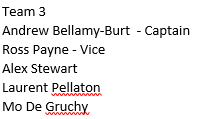 Team 3
Andrew Bellamy-Burt  - Captain
Ross Payne - Vice
Alex Stewart
Laurent Pellaton
Mo De Gruchy